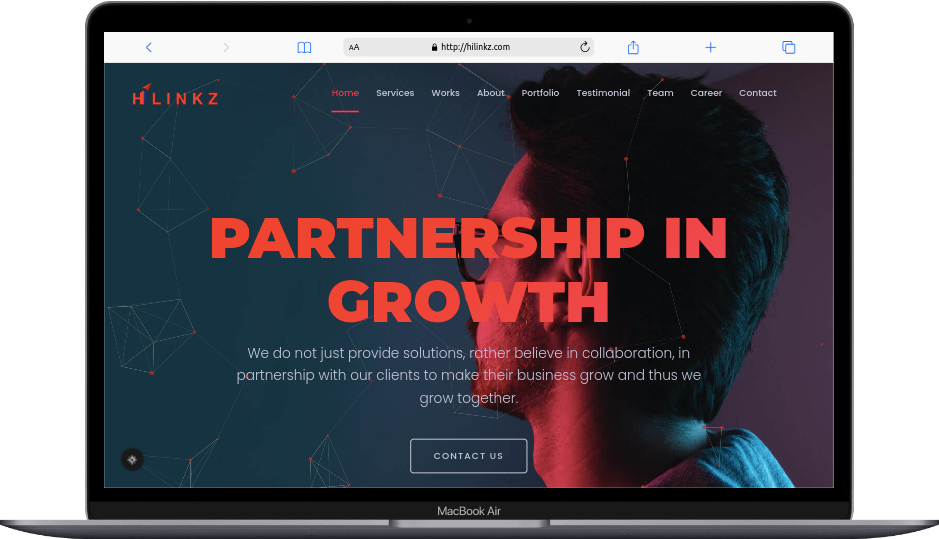 AA http://hilinkz.com
HILINKZ
Home Services Works About Portfolio Testimonial Team Career Contact
PARTNERSHIP IN
GROWTH
We do not just provide solutions, rather believe in collaboration, in
partnership with our clients to make their business grow and thus we
grow together.
CONTACT US
MacBook Air